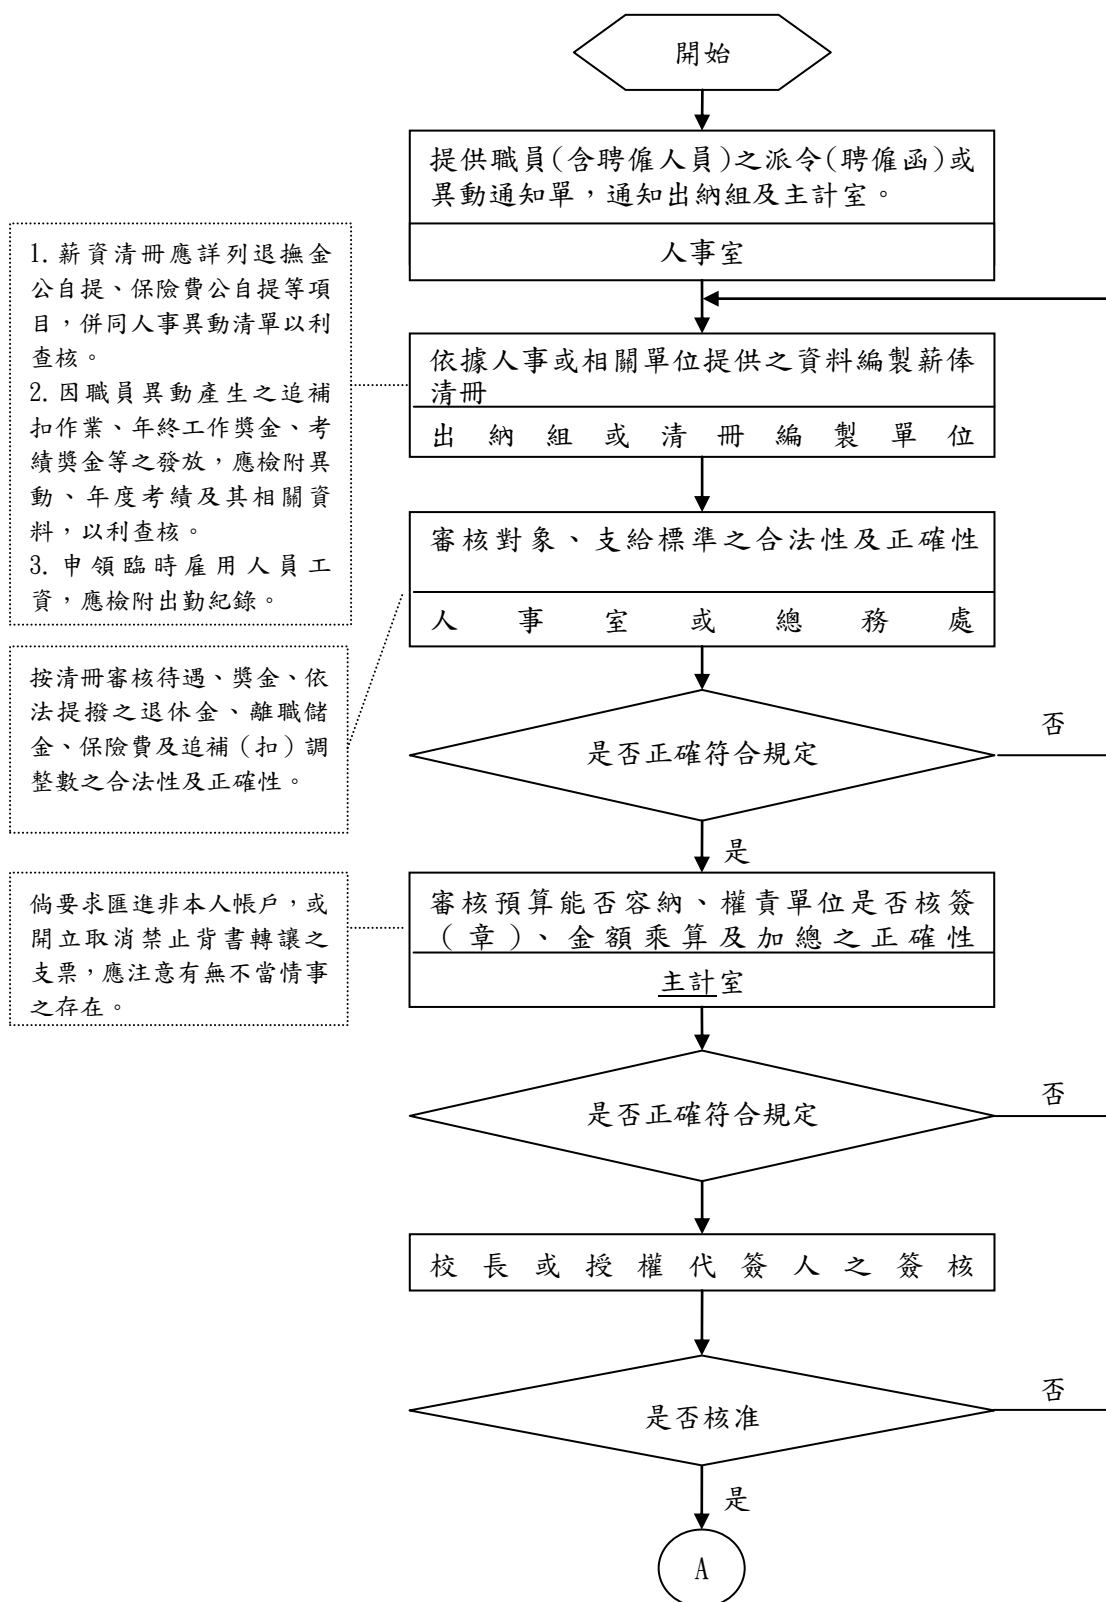 開始
提供職員(含聘僱人員)之派令(聘僱函)或
異動通知單，通知出納組及主計室。
人事室
1. 薪資清冊應詳列退撫金
公自提、保險費公自提等項
目，併同人事異動清單以利
查核。
2. 因職員異動產生之追補
扣作業、年終工作獎金、考
績獎金等之發放，應檢附異
動、年度考績及其相關資
料，以利查核。
3. 申領臨時雇用人員工
資，應檢附出勤紀錄。
依據人事或相關單位提供之資料編製薪俸
清冊
出納組或清冊編製單位
審核對象、支給標準之合法性及正確性
人事室或總務處
按清冊審核待遇、獎金、依
法提撥之退休金、離職儲
金、保險費及追補（扣）調
整數之合法性及正確性。
是否正確符合規定
否
是
倘要求匯進非本人帳戶，或
開立取消禁止背書轉讓之
支票，應注意有無不當情事
之存在。
審核預算能否容納、權責單位是否核簽
（章）、金額乘算及加總之正確性
主計室
是否正確符合規定
否
校長或授權代簽人之簽核
是否核准
否
是
A